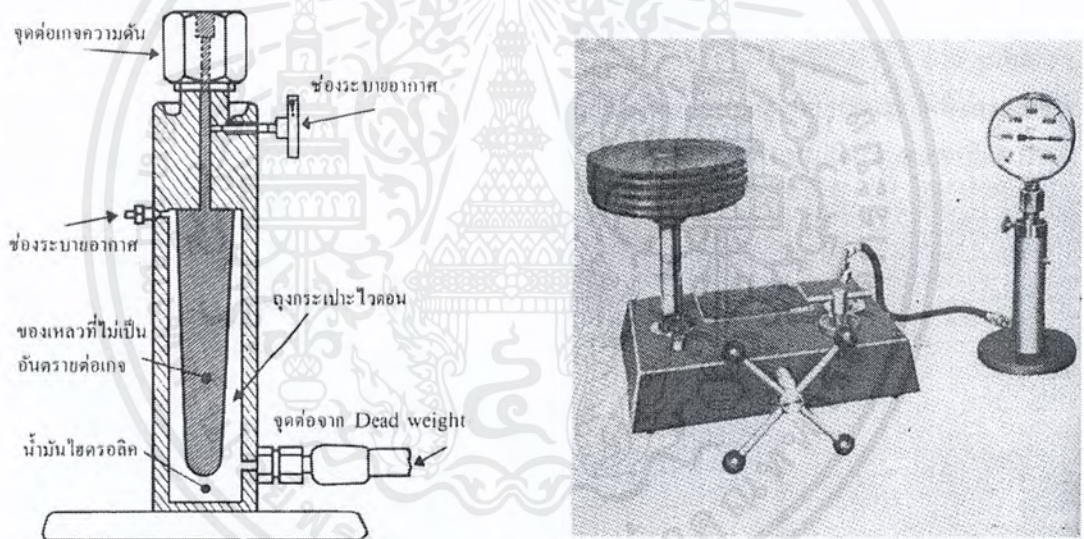 จุดต่อเกจความดัน
ช่องระบายอากาศ
ช่องระบายอากาศ
ถุงกระเปาะไวตอน
ของเหลวที่ไม่เป็น
อันตรายต่อเกจ
จุดต่อจาก Dead weight
น้ำมันไฮดรอลิค